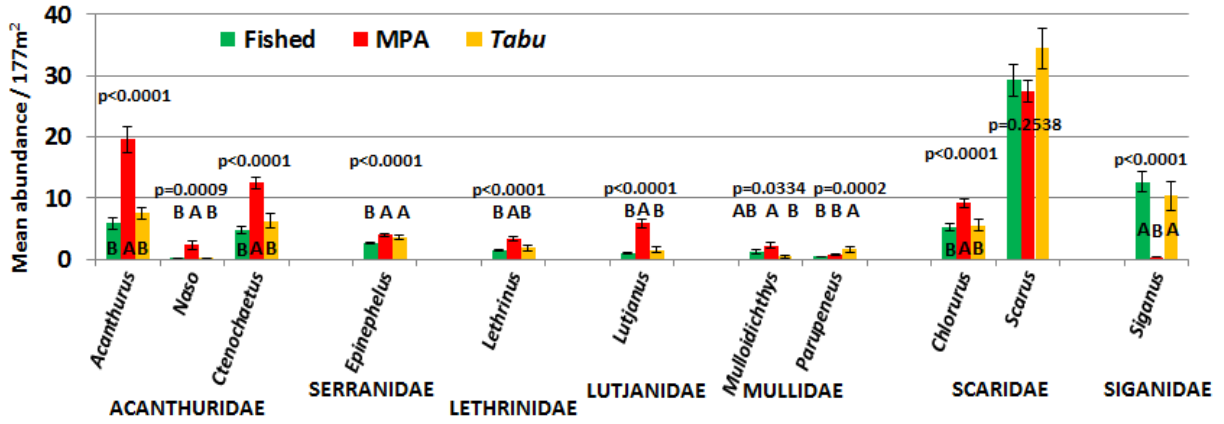 Mean abundance / 177m²
40
30
20
10
0
Fished MPA Tabu
p<0.0001
B A B
p=0.0009
B A B
p<0.0001
B A B
p<0.0001
B A A
p<0.0001
B AB
p<0.0001
B A B
p=0.0334
AB A B
p=0.0002
B B A
p<0.0001
B A B
p=0.2538
p<0.0001
A B A
Acanthurus
Naso
Ctenochaetus
Epinephelus
Lethrinus
Lutjanus
Mulloidichthys
Parupeneus
Chlorurus
Scarus
Siganus
ACANTHURIDAE
SERRANIDAE
LETHRINIDAE
LUTJANIDAE
MULLIDAE
SCARIDAE
SIGANIDAE